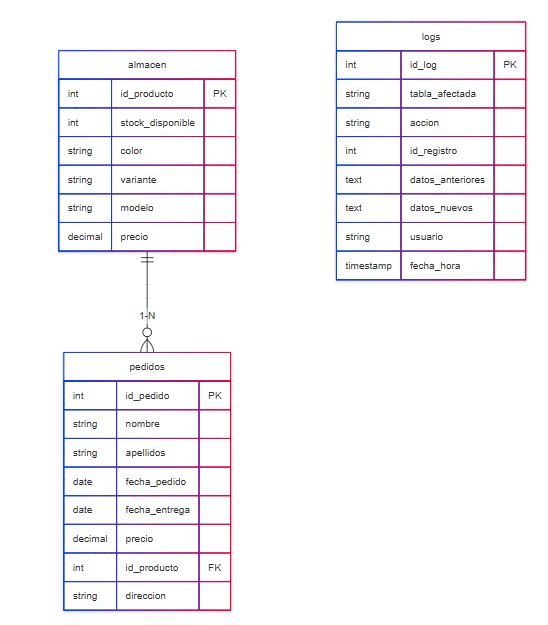 almacen
int id_producto PK
int stock_disponible
string color
string variante
string modelo
decimal precio
1-N
pedidos
int id_pedido PK
string nombre
string apellidos
date fecha_pedido
date fecha_entrega
decimal precio
int id_producto FK
string direccion
logs
int id_log PK
string tabla_afectada
string accion
int id_registro
text datos_anteriores
text datos_nuevos
string usuario
timestamp fecha_hora